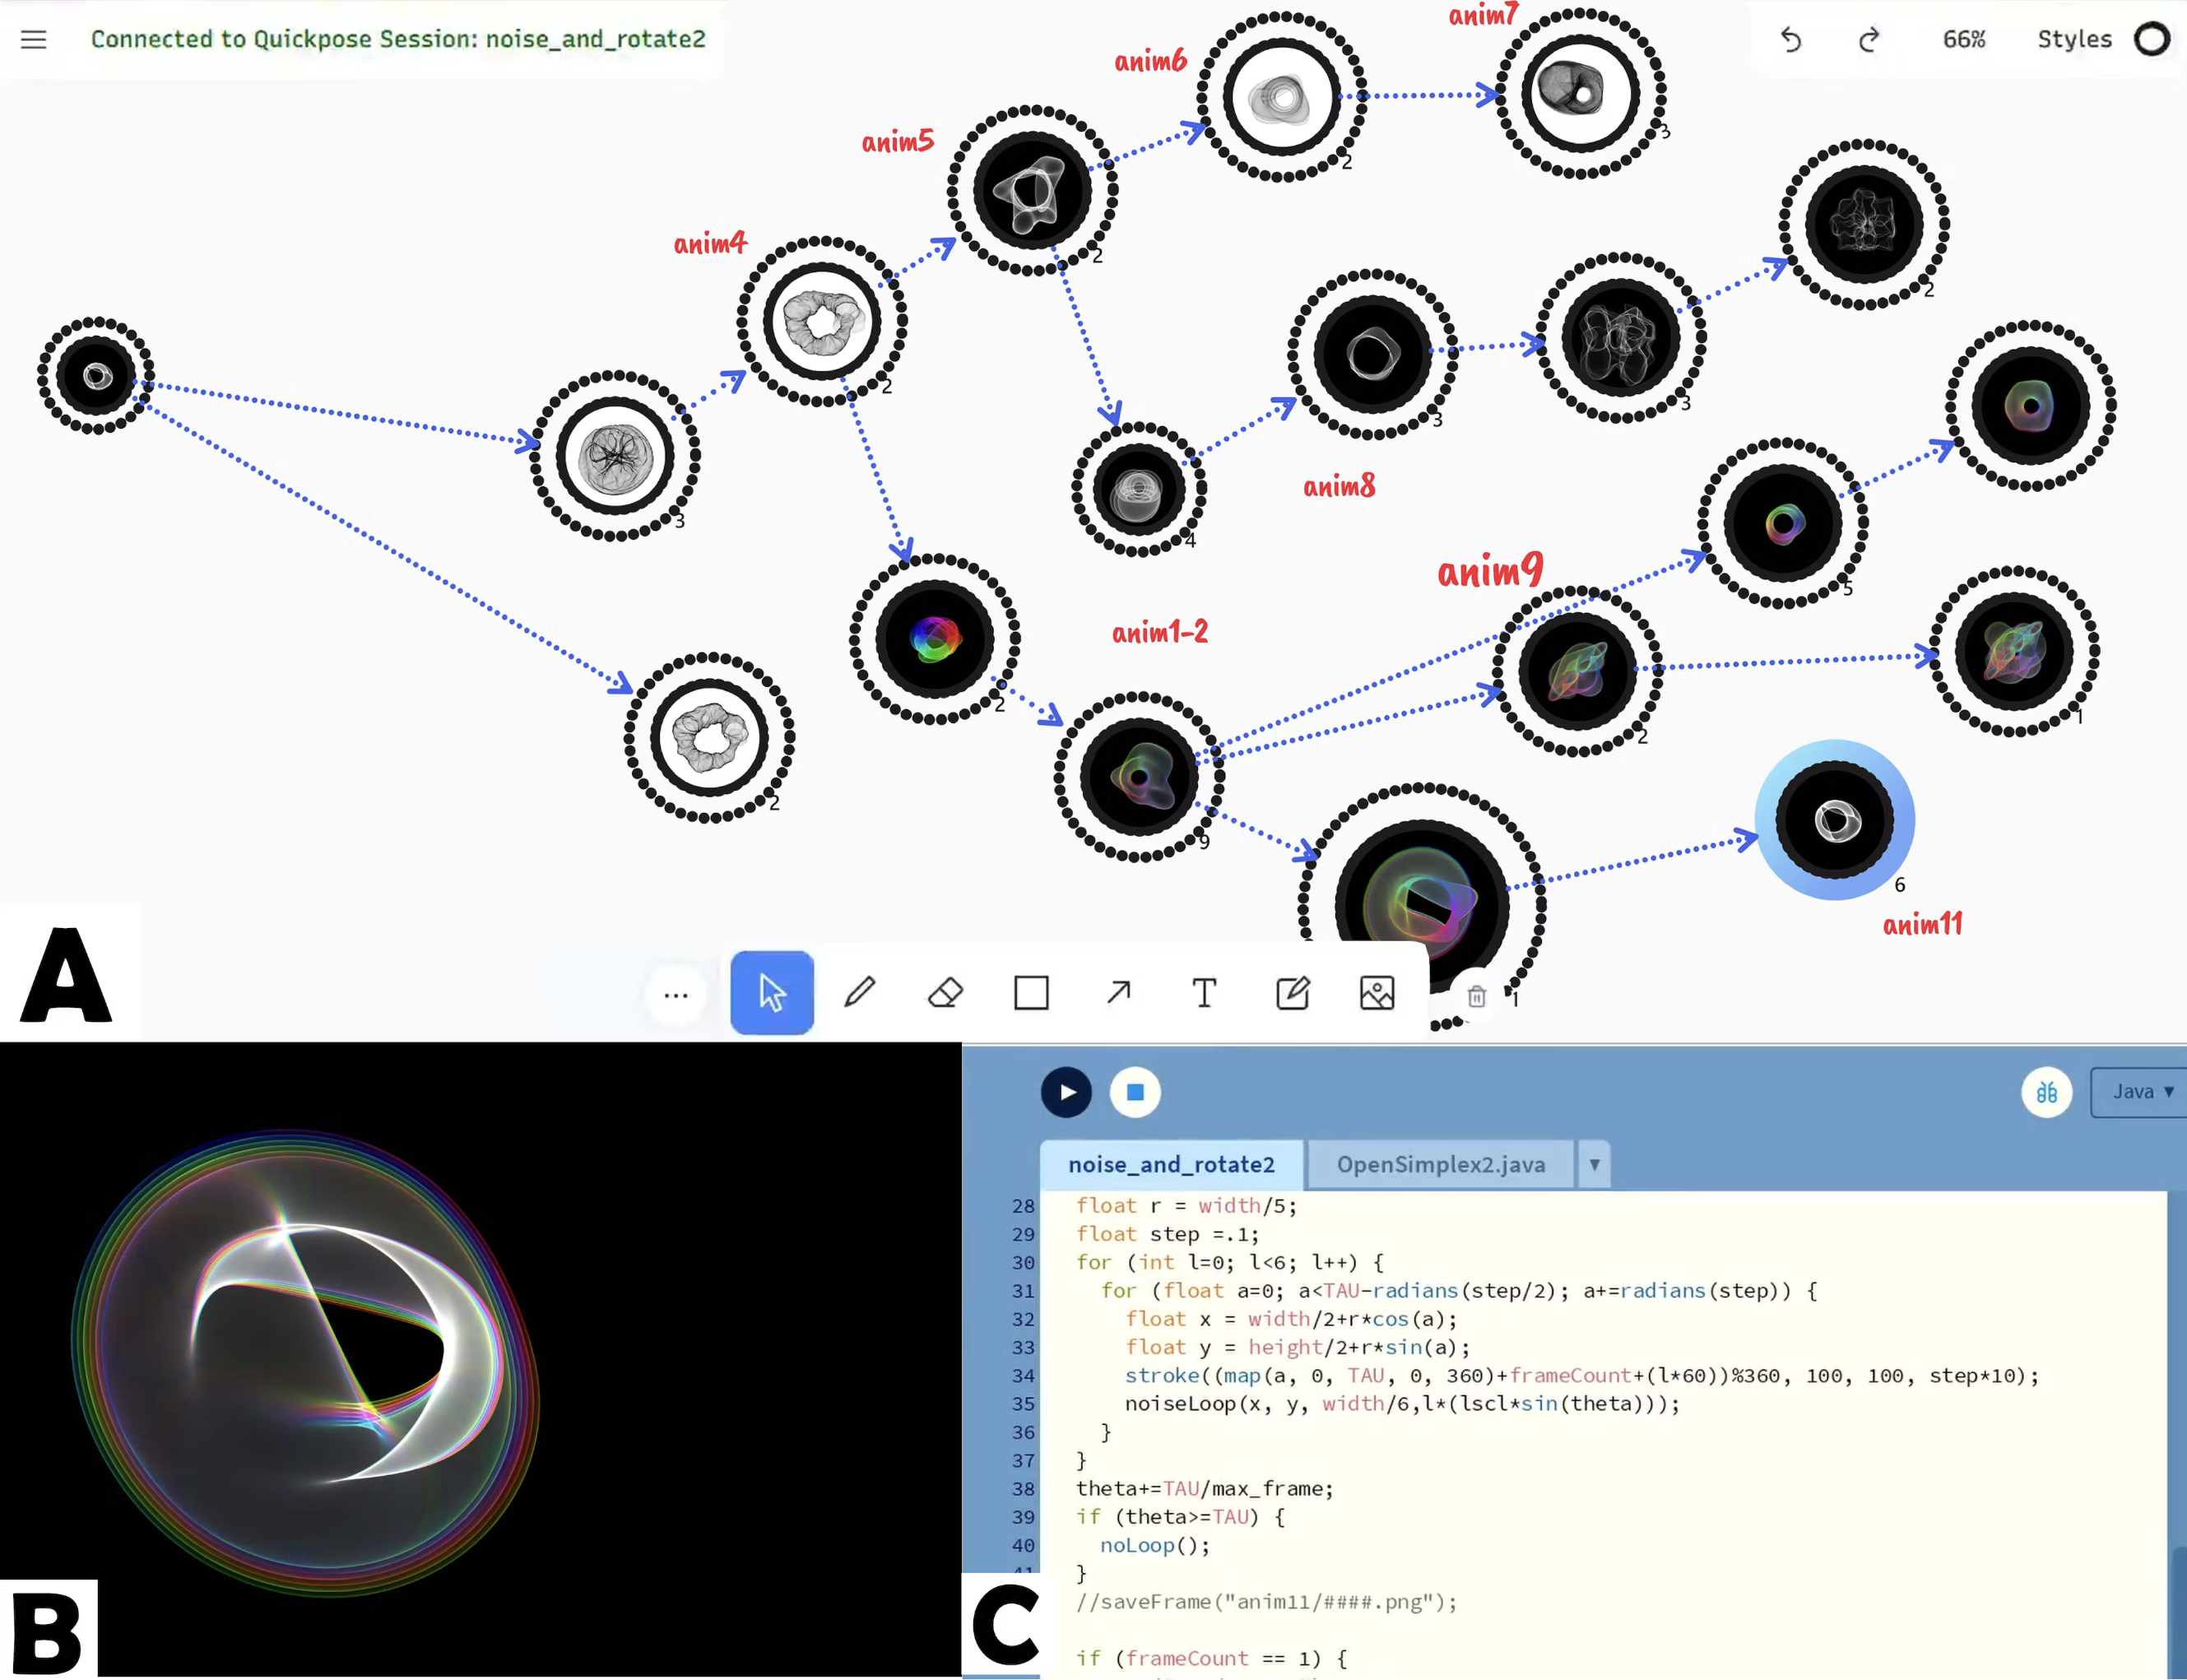 Connected to Quickpose Session: noise_and_rotate2
66%
Styles
anim7
anim6
3
2
anim5
2
2
anim4
2
3
3
3
4
anim8
5
anim9
anim1-2
2
2
1
2
9
6
anim11
1
A
T
B
C
Java ▼
noise_and_rotate2
OpenSimplex2.java
▼
28 float r = width/5;
29 float step =.1;
30 for (int l=0; l<6; l++) {
31 for (float a=0; a<TAU-radians(step/2); a+=radians(step)) {
32 float x = width/2+r*cos(a);
33 float y = height/2+r*sin(a);
34 stroke((map(a, 0, TAU, 0, 360)+frameCount+(l*60))%360, 100, 100, step*10);
35 noiseLoop(x, y, width/6,l*(lscl*sin(theta)));
36 }
37 }
38 theta+=TAU/max_frame;
39 if (theta>=TAU) {
40 noLoop();
41 }
//saveFrame("anim11/####.png");
if (frameCount == 1) {